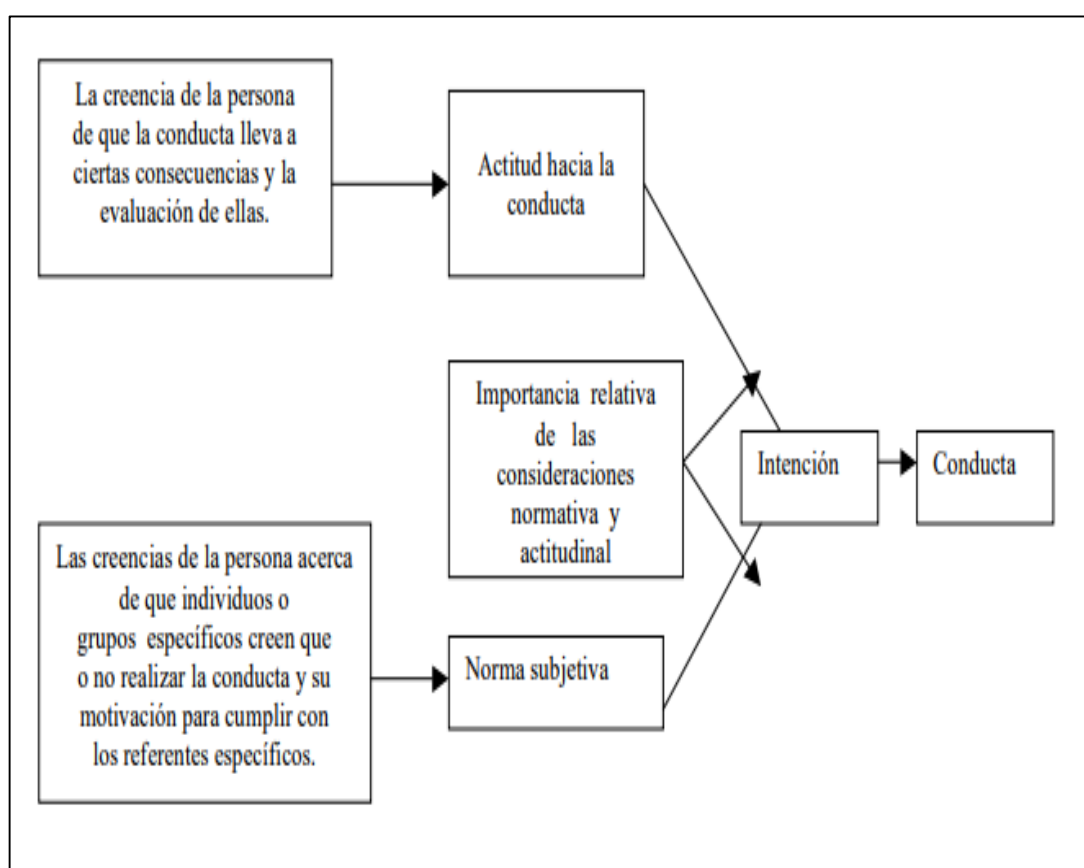 La creencia de la persona
de que la conducta lleva a
ciertas consecuencias y la
evaluación de ellas.
Actitud hacia la
conducta
Importancia relativa
de las
consideraciones
normativa y
actitudinal
Intención
Conducta
Las creencias de la persona acerca
de que individuos o
grupos específicos creen que
o no realizar la conducta y su
motivación para cumplir con
los referentes específicos.
Norma subjetiva